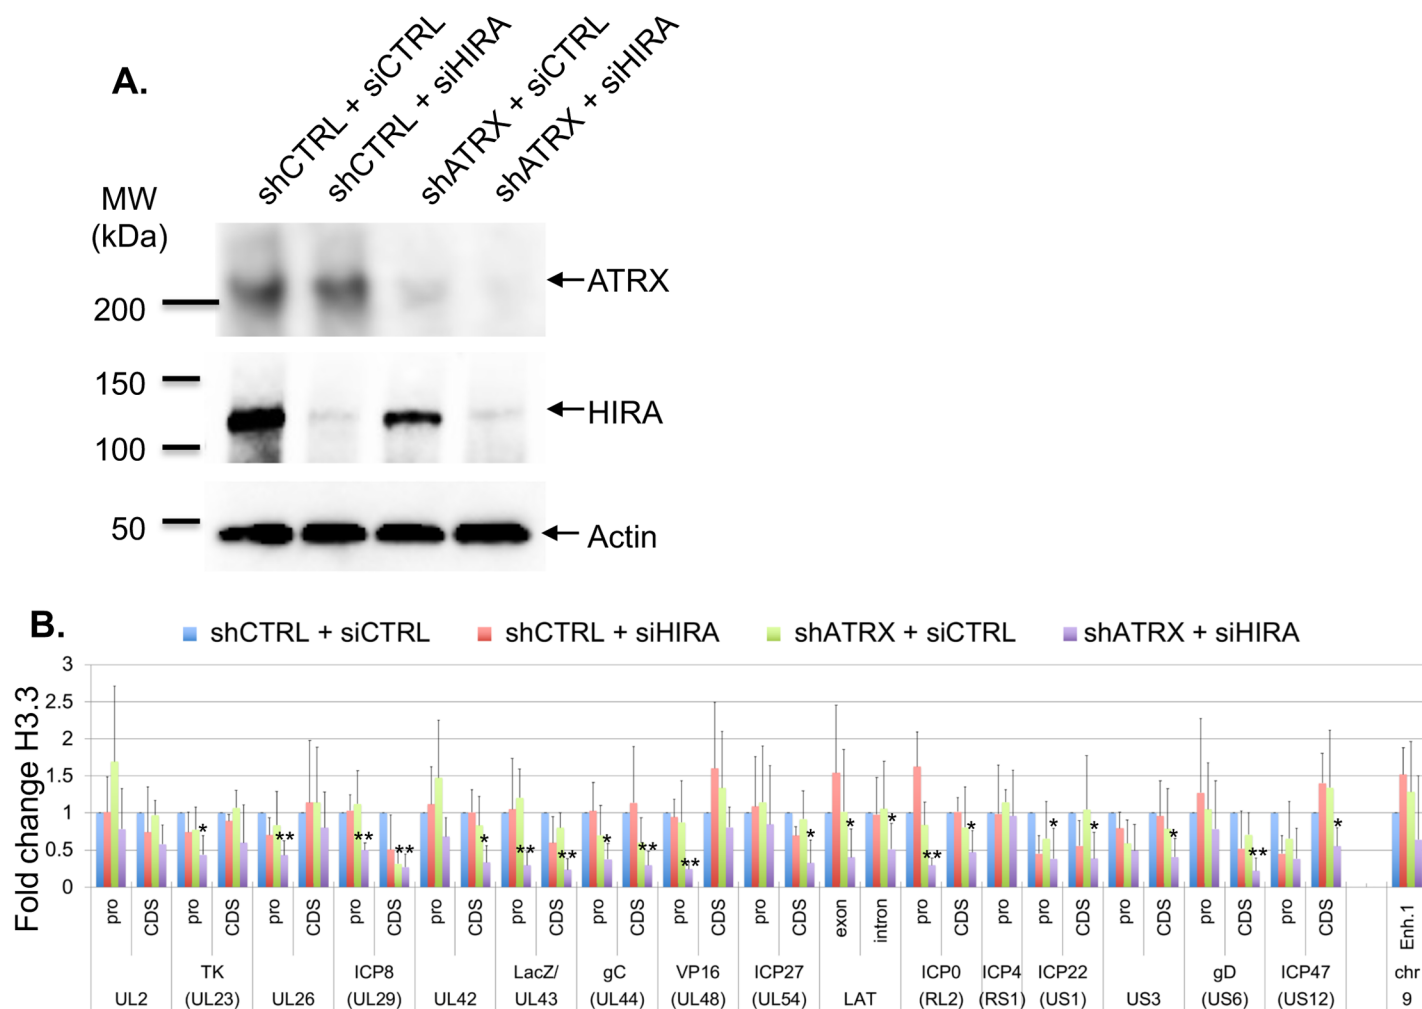 A.
shCTRL + siCTRL
shCTRL + siHIRA
shATRX + siCTRL
shATRX + siHIRA
MW
(kDa)
ATRX
200
150
HIRA
100
50
Actin
B.
shCTRL + siCTRL shCTRL + siHIRA shATRX + siCTRL shATRX + siHIRA
Fold change H3.3
3
2.5
2
1.5
1
0.5
0
* ** ** ** * ** ** * ** ** * * * ** * * * * ** *
pro CDS pro CDS pro CDS pro CDS pro CDS pro CDS pro CDS pro CDS pro CDS exon intron pro CDS pro pro CDS pro CDS pro CDS pro CDS Enh.1
TK ICP8 LacZ/ gC VP16 ICP27 ICP0 ICP4 ICP22 gD ICP47 chr
UL2 (UL23) UL26 (UL29) UL42 UL43 (UL44) (UL48) (UL54) LAT (RL2) (RS1) (US1) US3 (US6) (US12) 9